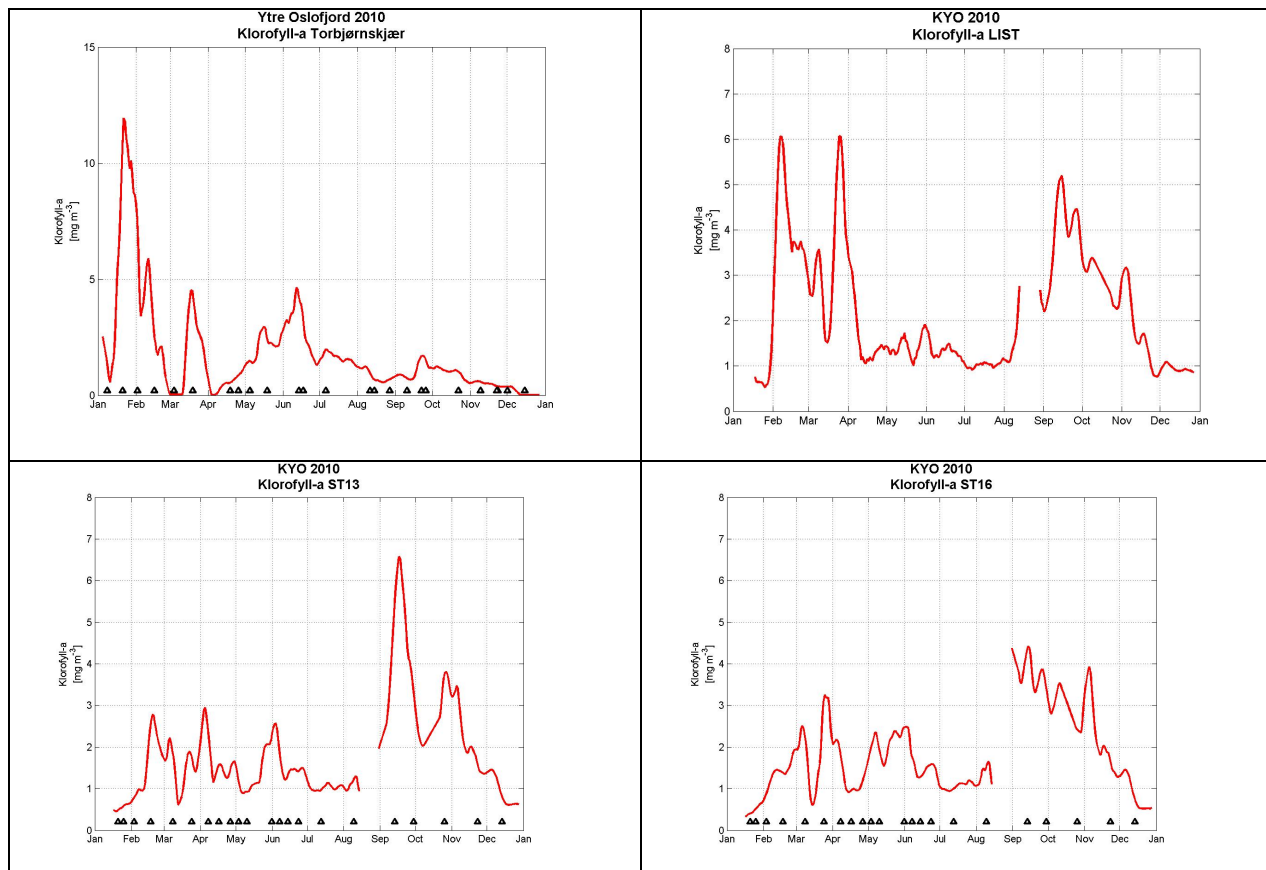 Ytre Oslofjord 2010
Klorofyll-a Torbjørnskjær
15
10
5
0
Klorofyll-a
[mg m⁻³]
Jan Feb Mar Apr May Jun Jul Aug Sep Oct Nov Dec Jan
KYO 2010
Klorofyll-a LIST
8
7
6
5
4
3
2
1
0
Klorofyll-a
[mg m⁻³]
Jan Feb Mar Apr May Jun Jul Aug Sep Oct Nov Dec Jan
KYO 2010
Klorofyll-a ST13
8
7
6
5
4
3
2
1
0
Klorofyll-a
[mg m⁻³]
Jan Feb Mar Apr May Jun Jul Aug Sep Oct Nov Dec Jan
KYO 2010
Klorofyll-a ST16
8
7
6
5
4
3
2
1
0
Klorofyll-a
[mg m⁻³]
Jan Feb Mar Apr May Jun Jul Aug Sep Oct Nov Dec Jan